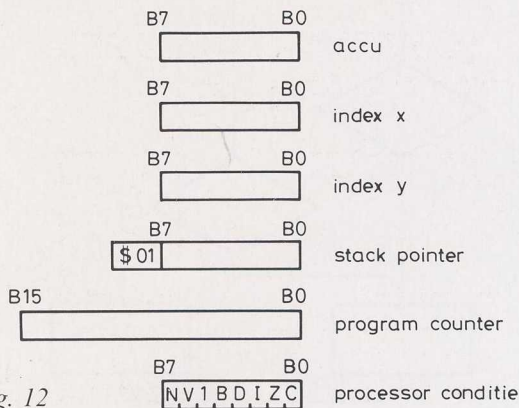 B7 B0
accu
B7 B0
index x
B7 B0
index y
B7 B0
$01 stack pointer
B15 B0
program counter
B7 B0
g. 12 N V 1 B D I Z C processor conditie